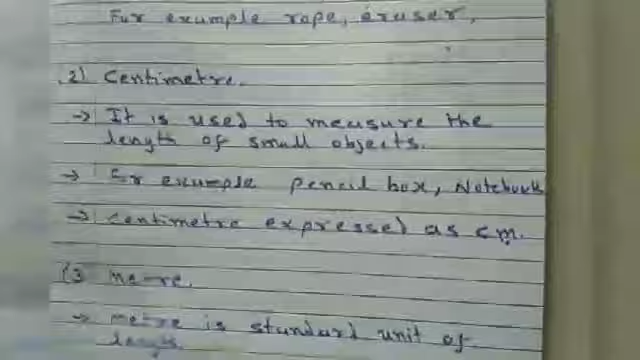 For example rope, eraser,
2) Centimetre.
→ It is used to measure the
length of small objects.
→ For example pencil box, Notebook
→ Centimetre expressed as cm.
(3 Metre.
→ Metre is standard unit of
length.